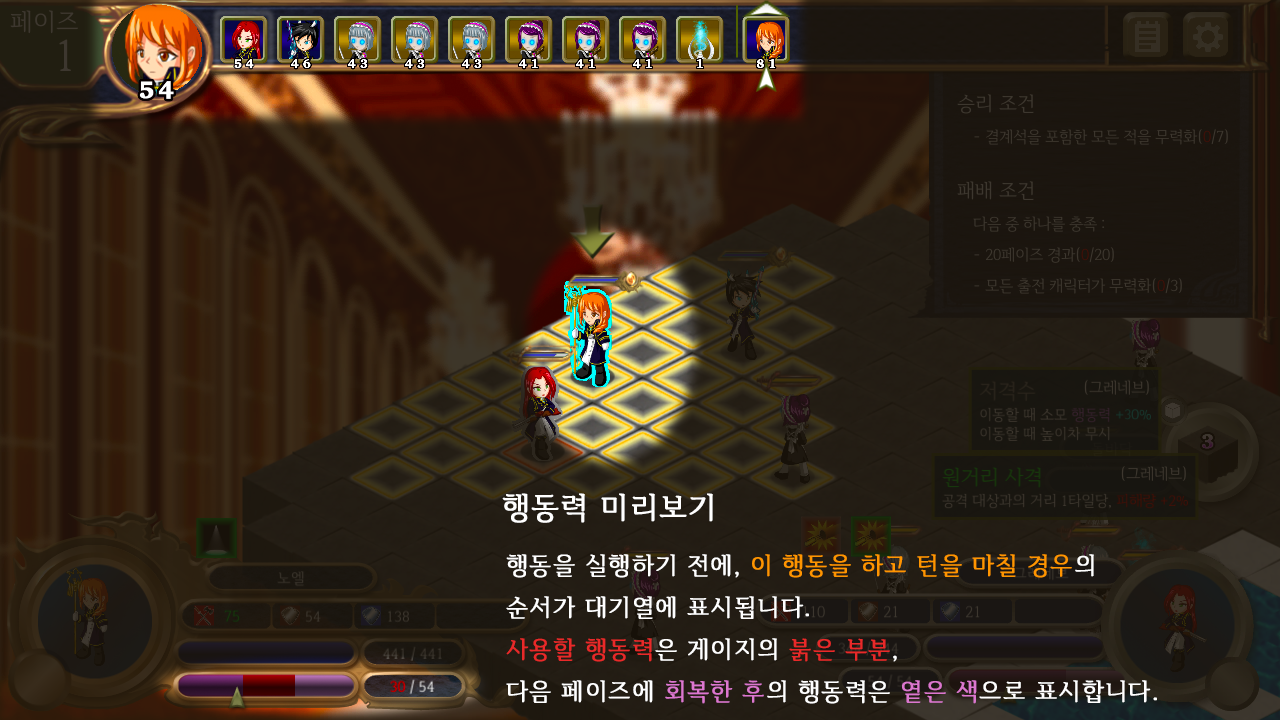 페이즈
1
54
54 46 43 43 43 41 41 41 1 81
승리 조건
- 결계석을 포함한 모든 적을 무력화(0/7)
패배 조건
다음 중 하나를 충족 :
- 20페이즈 경과(0/20)
- 모든 출전 캐릭터가 무력화(0/3)
저격수 (그레네브)
이동할 때 소모 행동력 +30%
이동할 때 높이차 무시
3
원거리 사격 (그레네브)
공격 대상과의 거리 1타일당,
행동력 미리보기
행동을 실행하기 전에, 이 행동을 하고 턴을 마칠 경우의
순서가 대기열에 표시됩니다.
사용할 행동력은 게이지의 붉은 부분,
다음 페이즈에 회복한 후의 행동력은 옅은 색으로 표시합니다.
노엘
75 54 138
441 / 441
/ 54
21 21